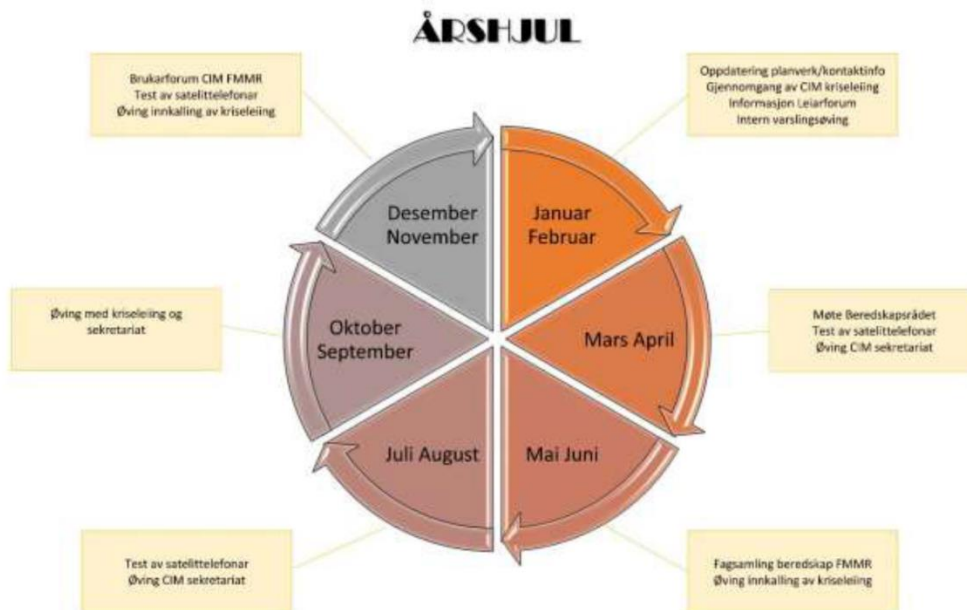 ÅRSHJUL
Brukarforum CIM FMMR
Test av satelittelefonar
Øving innkalling av kriseleiing
Oppdatering planverk/kontaktinfo
Gjennomgang av CIM kriseleiing
Informasjon Leiarforum
Intern varslingsøving
Desember
November
Januar
Februar
Øving med kriseleiing og
sekretariat
Oktober
September
Mars April
Møte Beredskapsrådet
Test av satelittelefonar
Øving CIM sekretariat
Juli August
Mai Juni
Test av satelittelefonar
Øving CIM sekretariat
Fagsamling beredskap FMMR
Øving innkalling av kriseleiing